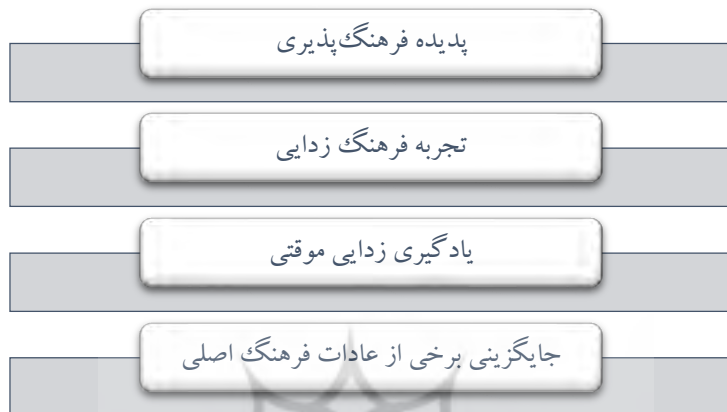 پدیده فرهنگ‌پذیری
تجربه فرهنگ زدایی
یادگیری زدایی موقتی
جایگزینی برخی از عادات فرهنگ اصلی